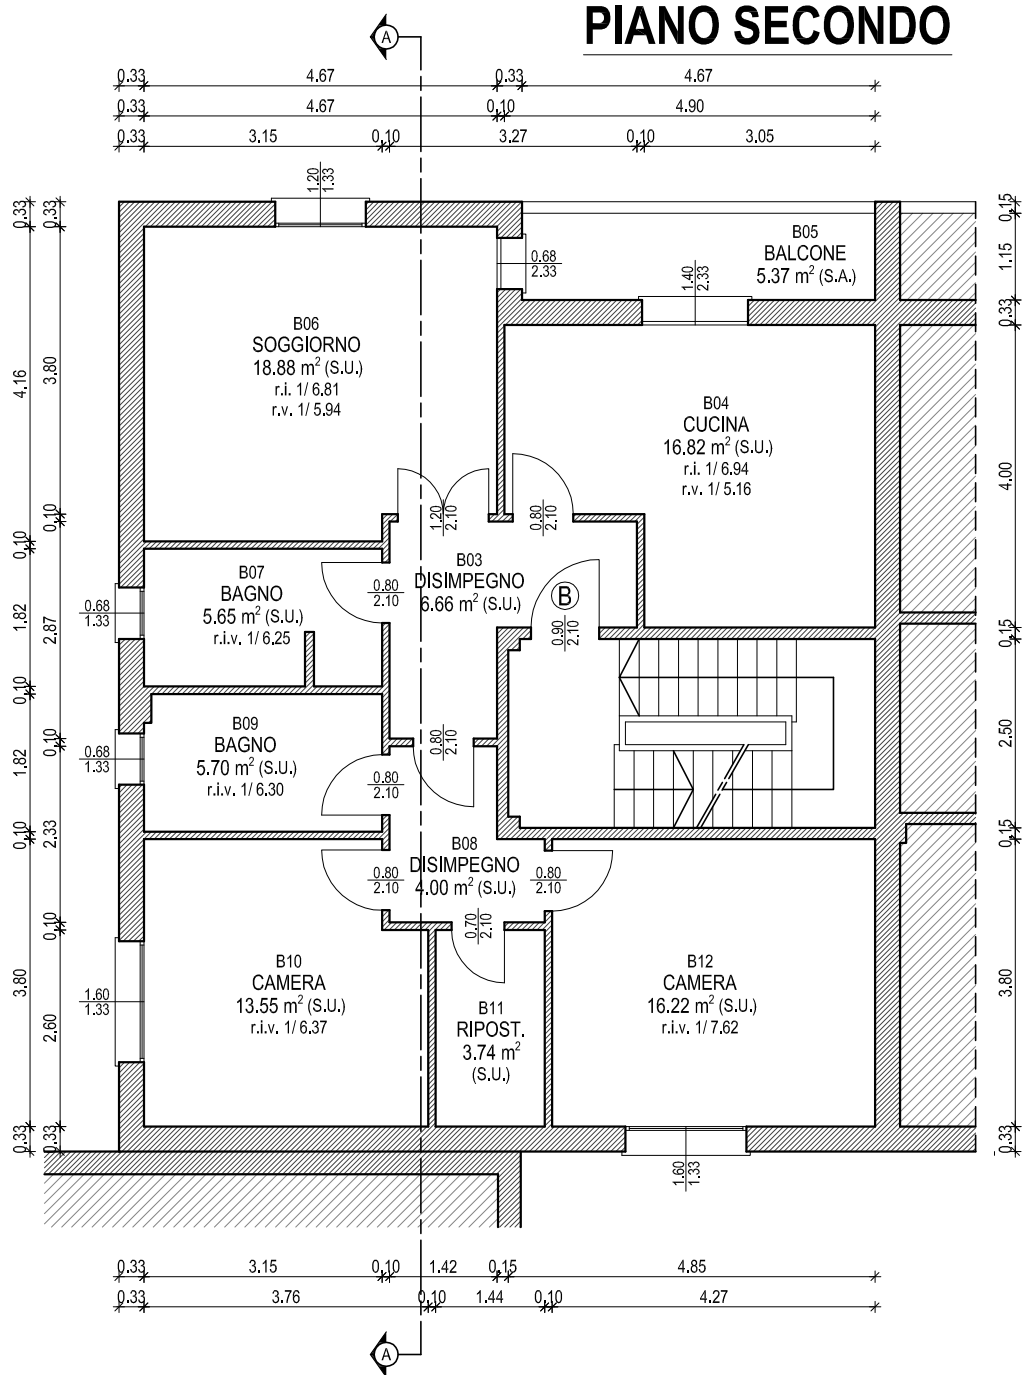 PIANO SECONDO
A
0.33 4.67 0.33 4.67
0.33 4.67 0.10 4.90
0.33 3.15 0.10 3.27 0.10 3.05
1.20
1.33
0.33 0.33
0.15
B05
BALCONE
5.37 m² (S.A.)
0.68
2.33
1.40
2.33
1.15
0.33
B06
SOGGIORNO
18.88 m² (S.U.)
r.i. 1/ 6.81
r.v. 1/ 5.94
4.16
3.80
B04
CUCINA
16.82 m² (S.U.)
r.i. 1/ 6.94
r.v. 1/ 5.16
4.00
1.20
2.10
0.80
2.10
0.10
0.10
B07
BAGNO
5.65 m² (S.U.)
r.i.v. 1/ 6.25
0.80
2.10
B03
DISIMPEGNO
6.66 m² (S.U.)
B
0.90
2.10
0.68
1.33
1.82
2.87
0.15
0.10
0.10
B09
BAGNO
5.70 m² (S.U.)
r.i.v. 1/ 6.30
0.80
2.10
0.80
2.10
0.68
1.33
1.82
2.33
2.50
0.10
0.15
B08
DISIMPEGNO
4.00 m² (S.U.)
0.80
2.10
0.80
2.10
0.70
2.10
0.10
B10
CAMERA
13.55 m² (S.U.)
r.i.v. 1/ 6.37
B11
RIPOST.
3.74 m²
(S.U.)
B12
CAMERA
16.22 m² (S.U.)
r.i.v. 1/ 7.62
1.60
1.33
3.80
2.60
3.80
0.33 0.33
0.33
1.60
1.33
0.33 3.15 0.10 1.42 0.15 4.85
0.33 3.76 0.10 1.44 0.10 4.27
A